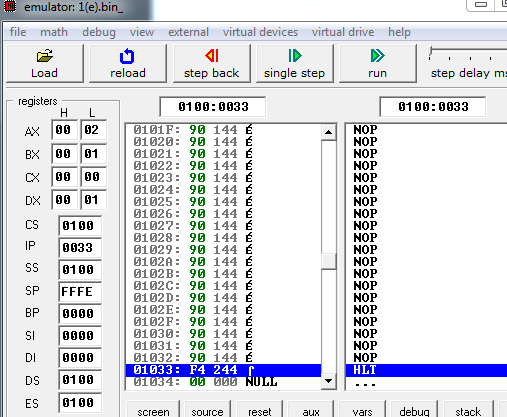 emulator: 1(e).bin_
file math debug view external virtual devices virtual drive help
Load reload step back single step run step delay ms
registers
H L
0100:0033 0100:0033
AX 00 02
BX 00 01
CX 00 00
DX 00 01
CS 0100
IP 0033
SS 0100
SP FFFE
BP 0000
SI 0000
DI 0000
DS 0100
ES 0100
0101F: 90 144 É NOP
01020: 90 144 É NOP
01021: 90 144 É NOP
01022: 90 144 É NOP
01023: 90 144 É NOP
01024: 90 144 É NOP
01025: 90 144 É NOP
01026: 90 144 É NOP
01027: 90 144 É NOP
01028: 90 144 É NOP
01029: 90 144 É NOP
0102A: 90 144 É NOP
0102B: 90 144 É NOP
0102C: 90 144 É NOP
0102D: 90 144 É NOP
0102E: 90 144 É NOP
0102F: 90 144 É NOP
01030: 90 144 É NOP
01031: 90 144 É NOP
01032: 90 144 É NOP
01033: F4 244 ⌠ HLT
01034: 00 000 NULL ...
screen source reset aux vars debug stack